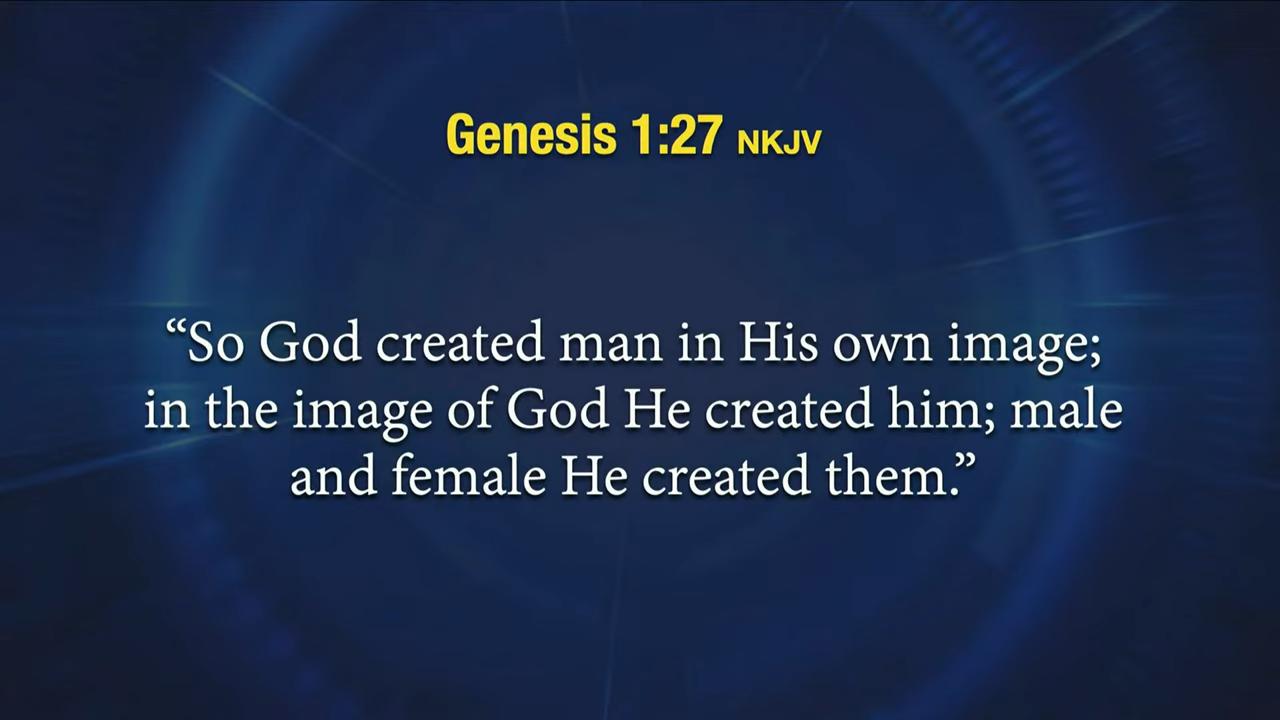 Genesis 1:27 NKJV
“So God created man in His own image;
in the image of God He created him; male
and female He created them.”